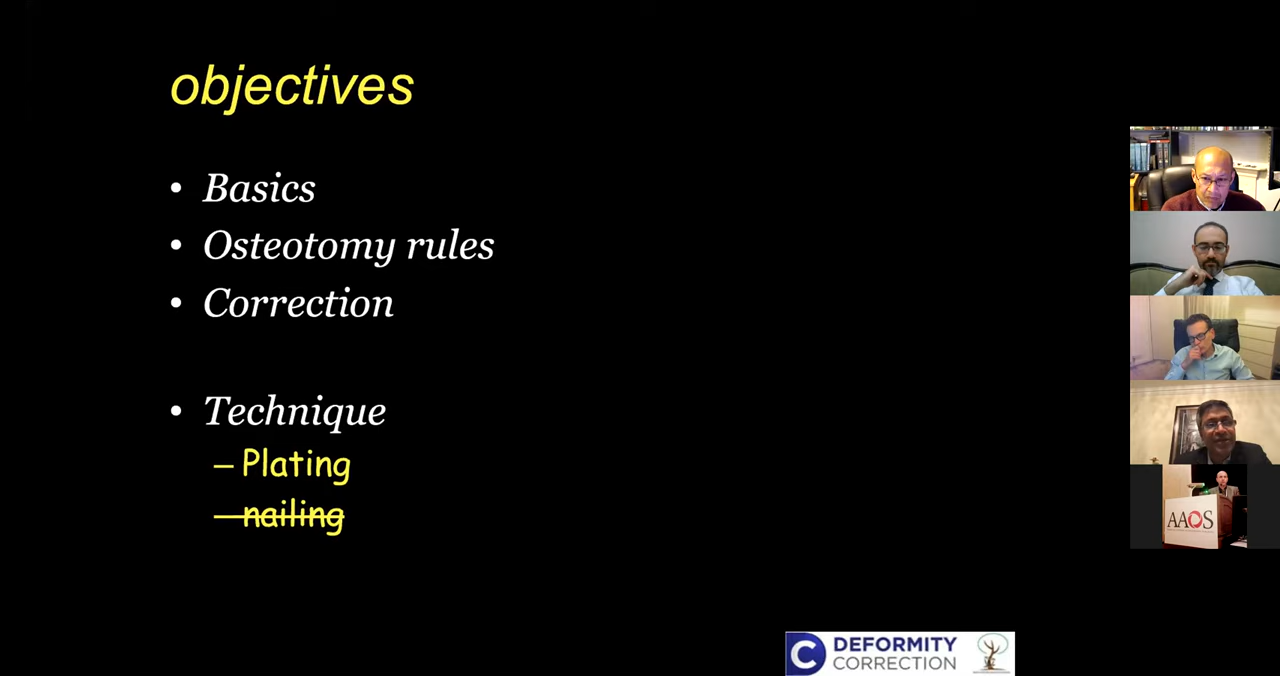 objectives
• Basics
• Osteotomy rules
• Correction
• Technique
– Plating
– nailing
AAOS
C DEFORMITY
CORRECTION